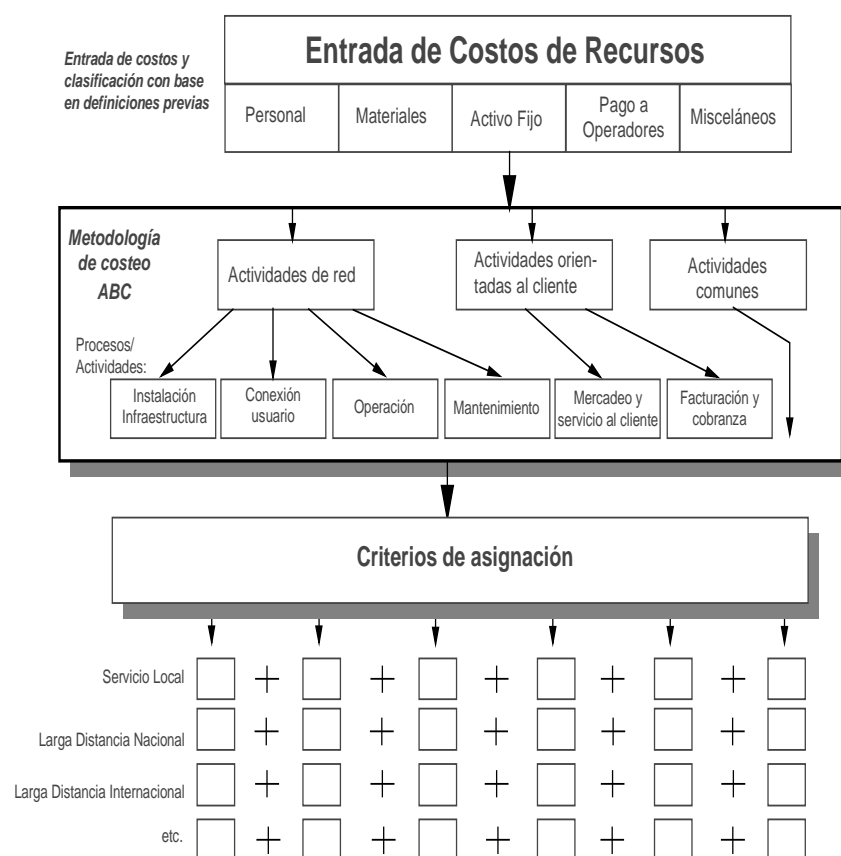 Entrada de costos y
clasificación con base
en definiciones previas
Entrada de Costos de Recursos
Personal
Materiales
Activo Fijo
Pago a
Operadores
Misceláneos
Metodología
de costeo
ABC
Actividades de red
Actividades orien-
tadas al cliente
Actividades
comunes
Procesos/
Actividades:
Instalación
Infraestructura
Conexión
usuario
Operación
Mantenimiento
Mercadeo y
servicio al cliente
Facturación y
cobranza
Criterios de asignación
Servicio Local + + + + +
Larga Distancia Nacional + + + + +
Larga Distancia Internacional + + + + +
etc. + + + + +